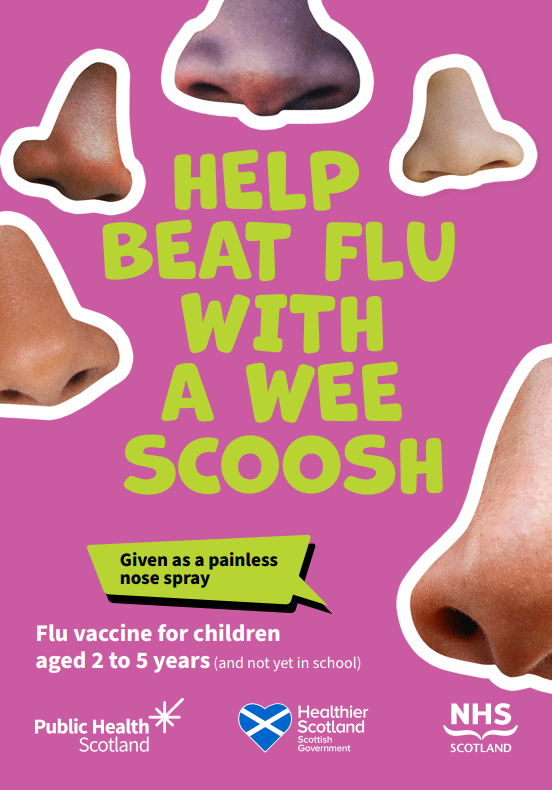 HELP
BEAT FLU
WITH
A WEE
SCOOSH
Given as a painless
nose spray
Flu vaccine for children
aged 2 to 5 years (and not yet in school)
Public Health
Scotland
Healthier
Scotland
Scottish
Government
NHS
SCOTLAND